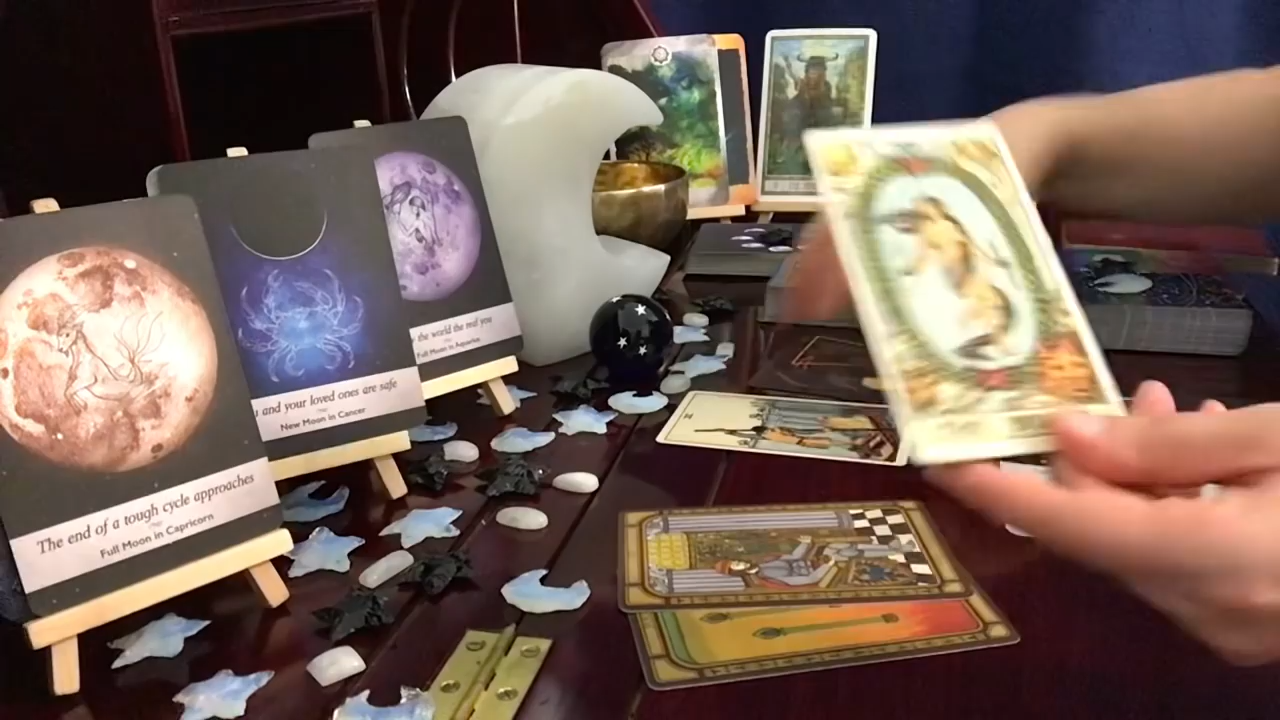 The end of a tough cycle approaches
Full Moon in Capricorn
and your loved ones are safe
New Moon in Cancer
the world the real you
Full Moon in Aquarius